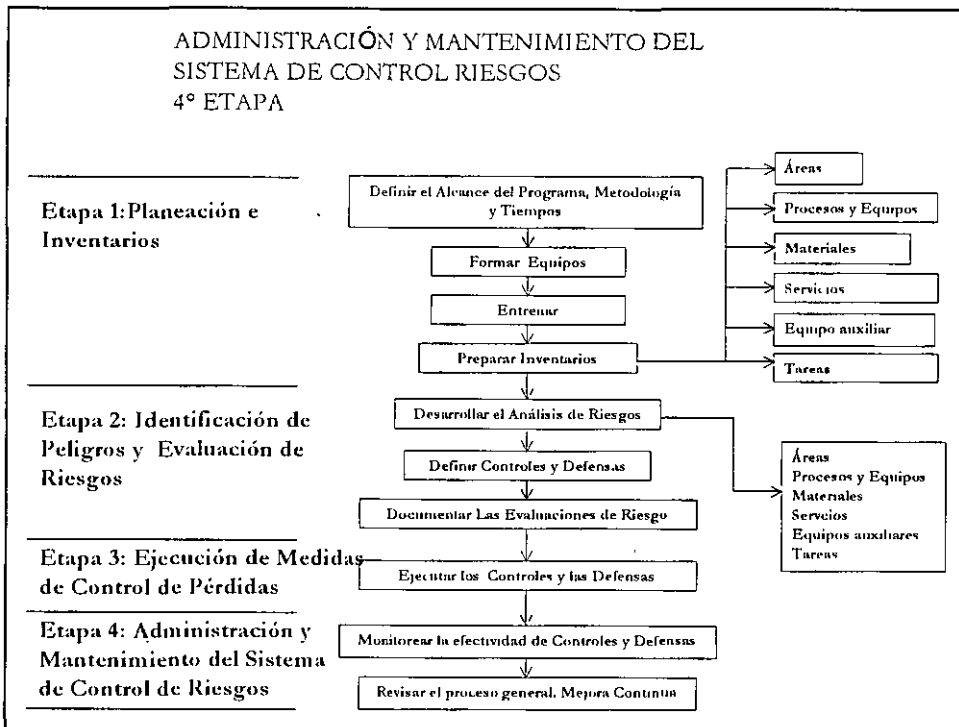 ADMINISTRACIÓN Y MANTENIMIENTO DEL
SISTEMA DE CONTROL RIESGOS
4° ETAPA
Etapa 1:Planeación e
Inventarios
Definir el Alcance del Programa, Metodología
y Tiempos
Formar Equipos
Entrenar
Preparar Inventarios
Áreas
Procesos y Equipos
Materiales
Servicios
Equipo auxiliar
Tareas
Etapa 2: Identificación de
Peligros y Evaluación de
Riesgos
Desarrollar el Análisis de Riesgos
Definir Controles y Defensas
Documentar Las Evaluaciones de Riesgo
Áreas
Procesos y Equipos
Materiales
Servcios
Equipos auxiliares
Tareas
Etapa 3: Ejecución de Medidas
de Control de Pérdidas
Ejecutar los Controles y las Defensas
Etapa 4: Administración y
Mantenimiento del Sistema
de Control de Riesgos
Monitorear la efectividad de Controles y Defensas
Revisar el proceso general. Mejora Continua